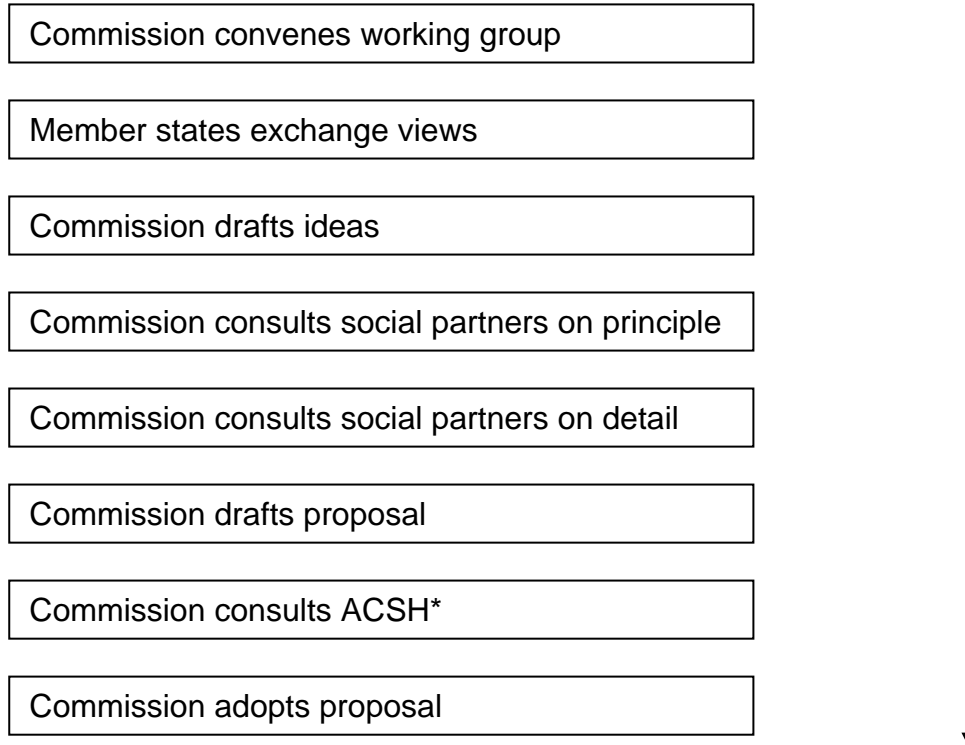 Commission convenes working group
Member states exchange views
Commission drafts ideas
Commission consults social partners on principle
Commission consults social partners on detail
Commission drafts proposal
Commission consults ACSH*
Commission adopts proposal